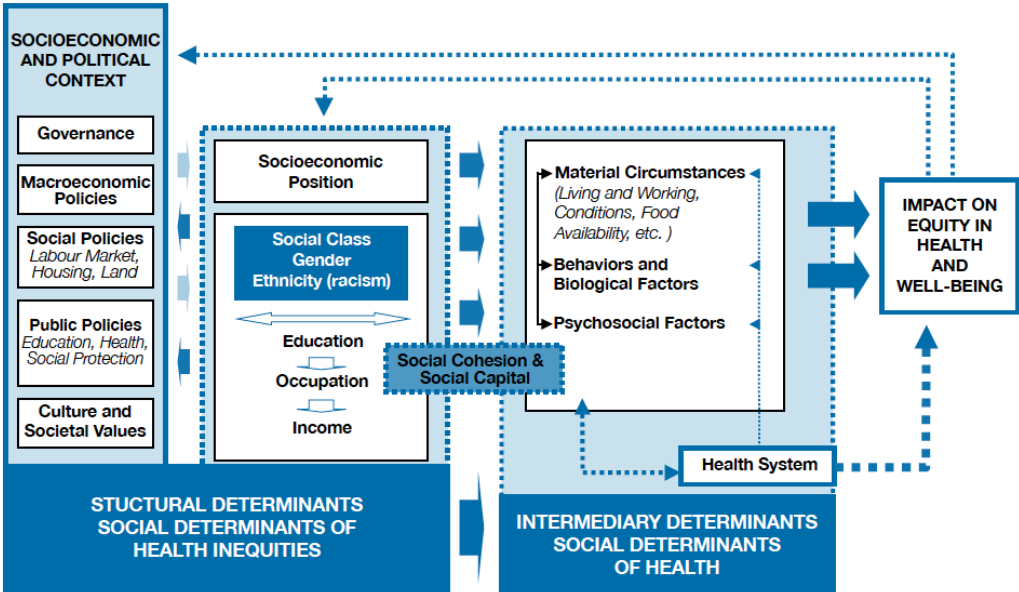 SOCIOECONOMIC
AND POLITICAL
CONTEXT
Governance
Macroeconomic
Policies
Social Policies
Labour Market,
Housing, Land
Public Policies
Education, Health,
Social Protection
Culture and
Societal Values
Socioeconomic
Position
Social Class
Gender
Ethnicity (racism)
Education
Occupation
Income
Social Cohesion &
Social Capital
Material Circumstances
(Living and Working,
Conditions, Food
Availability, etc. )
Behaviors and
Biological Factors
Psychosocial Factors
Health System
IMPACT ON
EQUITY IN
HEALTH
AND
WELL-BEING
STUCTURAL DETERMINANTS
SOCIAL DETERMINANTS OF
HEALTH INEQUITIES
INTERMEDIARY DETERMINANTS
SOCIAL DETERMINANTS
OF HEALTH